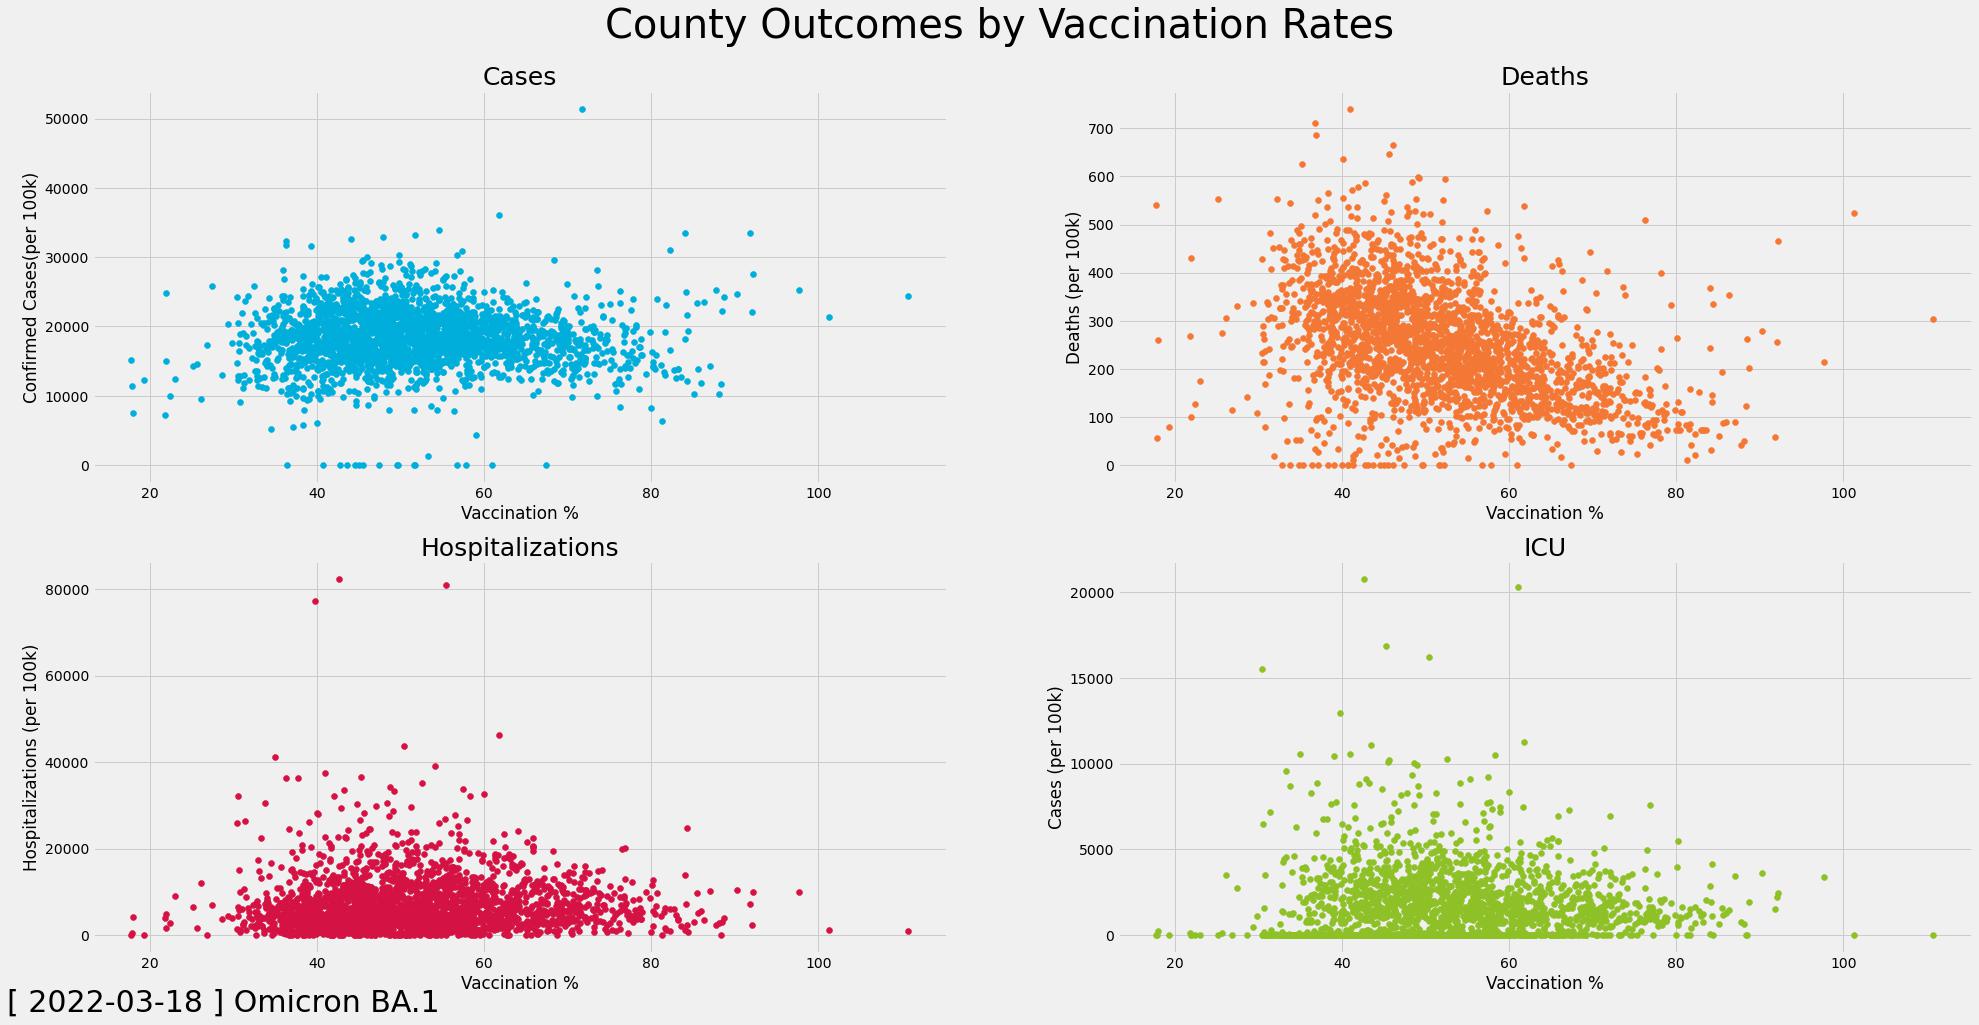 County Outcomes by Vaccination Rates
Cases
Confirmed Cases(per 100k)
50000
40000
30000
20000
10000
0
20 40 60 80 100
Vaccination %
Deaths
Deaths (per 100k)
700
600
500
400
300
200
100
0
20 40 60 80 100
Vaccination %
Hospitalizations
Hospitalizations (per 100k)
80000
60000
40000
20000
0
20 40 60 80 100
Vaccination %
ICU
Cases (per 100k)
20000
15000
10000
5000
0
20 40 60 80 100
Vaccination %
[ 2022-03-18 ] Omicron BA.1